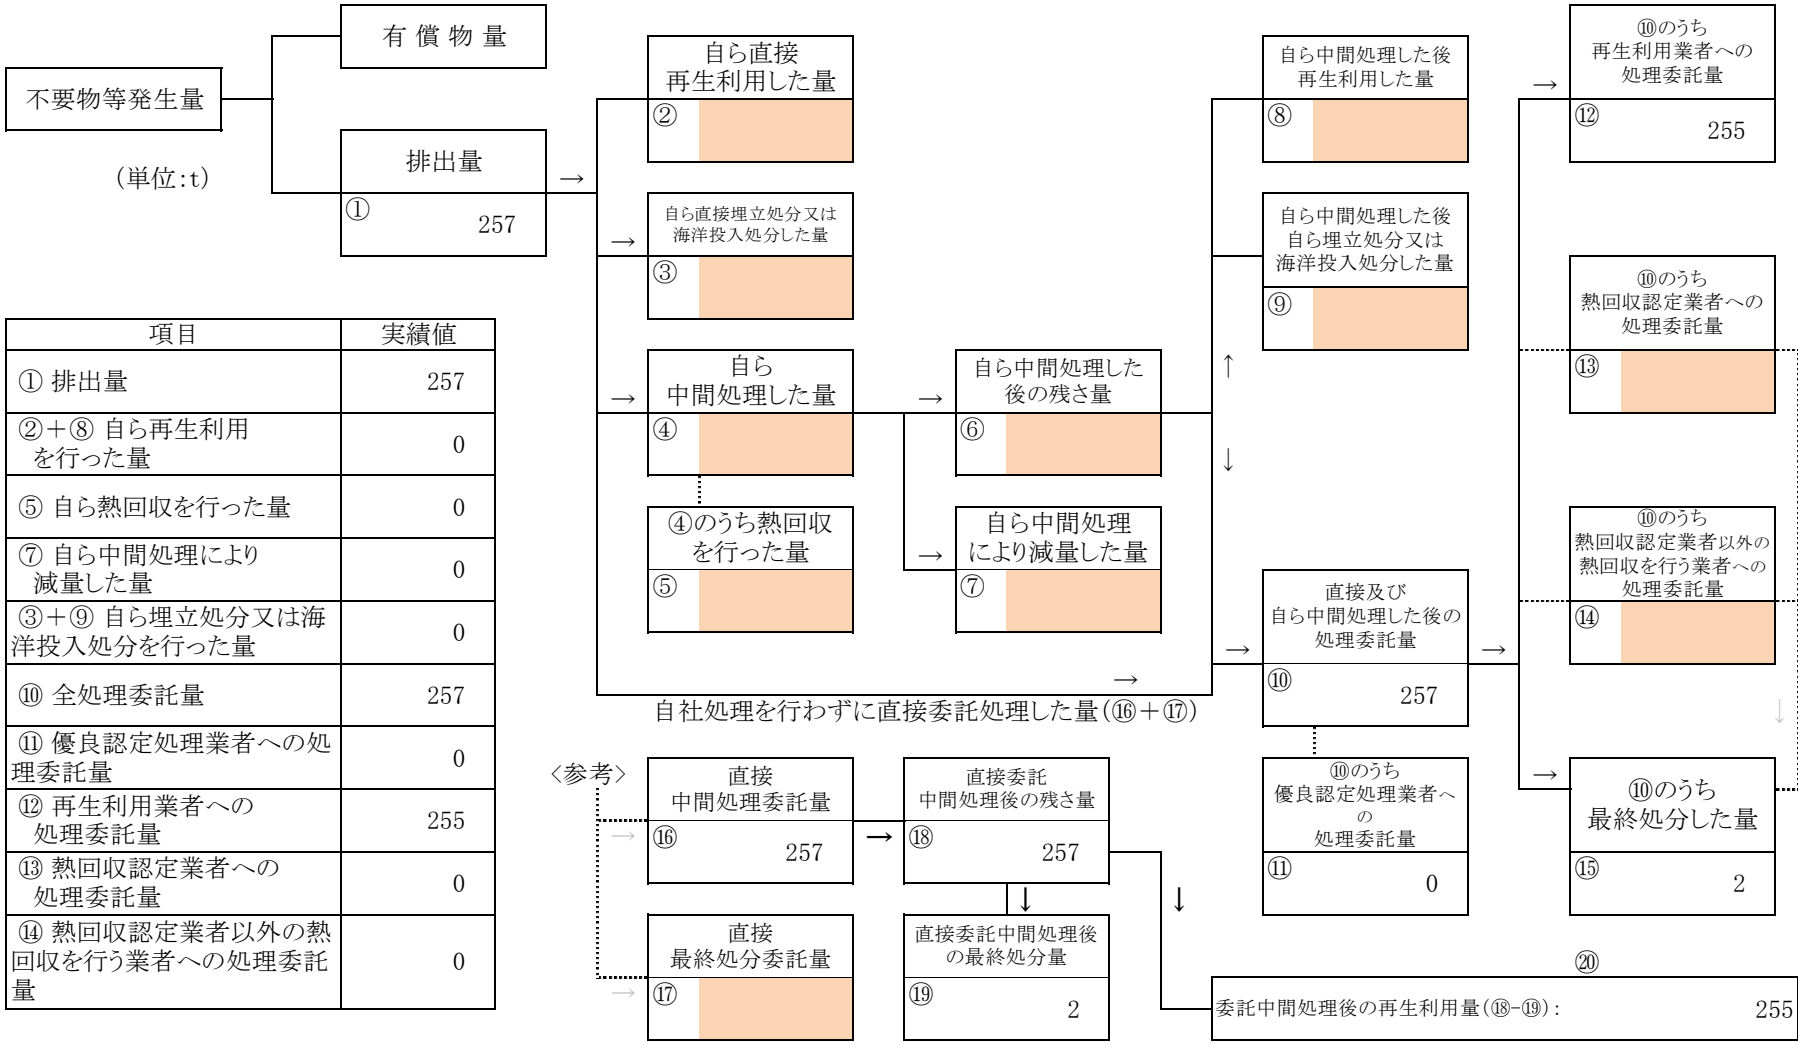 不要物等発生量
(単位:t)
有 償 物 量
排出量
①
257
→
自ら直接
再生利用した量
②
自ら直接埋立処分又は
海洋投入処分した量
→
③
自ら
中間処理した量
→
④
④のうち熱回収
を行った量
⑤
自ら中間処理した
後の残さ量
→
⑥
自ら中間処理
により減量した量
→
⑦
自ら中間処理した後
再生利用した量
⑧
自ら中間処理した後
自ら埋立処分又は
海洋投入処分した量
⑨
↑
↓
直接及び
自ら中間処理した後の
処理委託量
→
⑩
257
→
⑩のうち
優良認定処理業者へ
の
処理委託量
⑪
0
⑩のうち
再生利用業者への
処理委託量
→
⑫
255
⑩のうち
熱回収認定業者への
処理委託量
⑬
⑩のうち
熱回収認定業者以外の
熱回収を行う業者への
処理委託量
⑭
↓
→
⑩のうち
最終処分した量
⑮
2
→
自社処理を行わずに直接委託処理した量(⑯+⑰)
<参考>
直接
中間処理委託量
→
⑯
257
→
直接委託
中間処理後の残さ量
⑱
257
↓
↓
直接
最終処分委託量
→
⑰
直接委託中間処理後
の最終処分量
⑲
2
⑳
委託中間処理後の再生利用量(⑱-⑲):
255
項目 実績値
① 排出量 257
②+⑧ 自ら再生利用
を行った量 0
⑤ 自ら熱回収を行った量 0
⑦ 自ら中間処理により
減量した量 0
③+⑨ 自ら埋立処分又は海
洋投入処分を行った量 0
⑩ 全処理委託量 257
⑪ 優良認定処理業者への処
理委託量 0
⑫ 再生利用業者への
処理委託量 255
⑬ 熱回収認定業者への
処理委託量 0
⑭ 熱回収認定業者以外の熱
回収を行う業者への処理委託
量 0